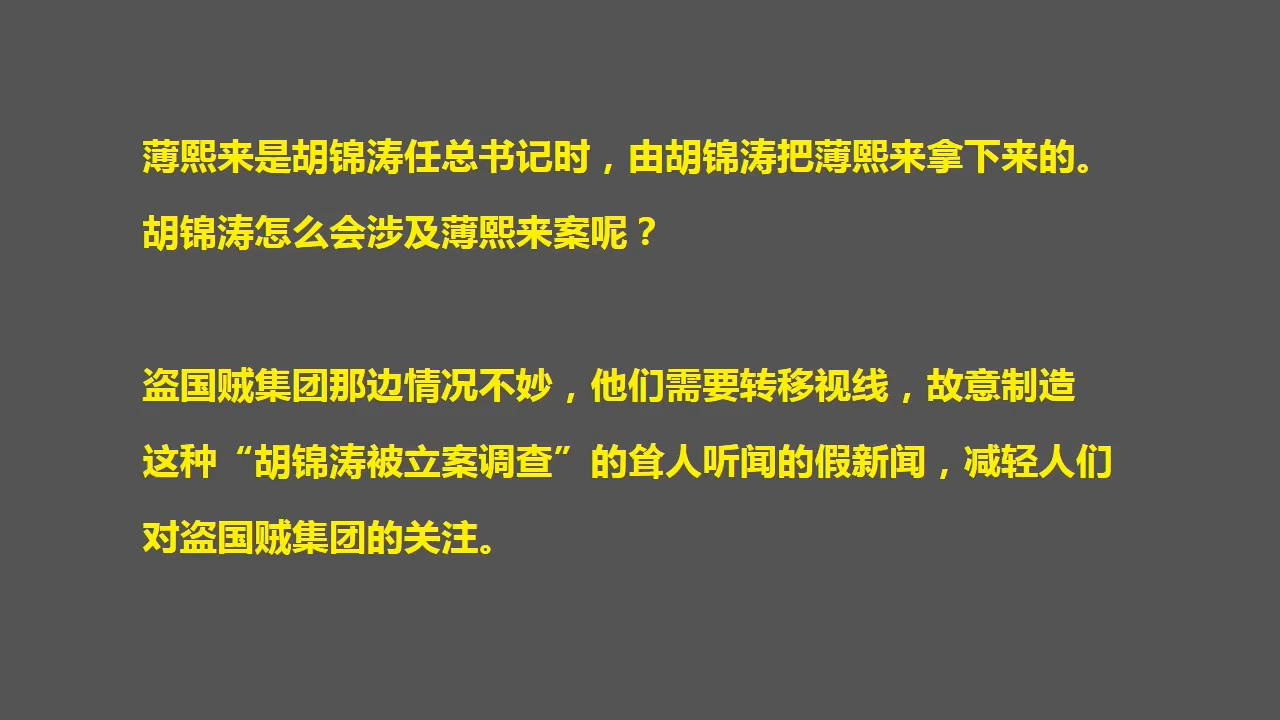 薄熙来是胡锦涛任总书记时，由胡锦涛把薄熙来拿下来的。
胡锦涛怎么会涉及薄熙来案呢？
盗国贼集团那边情况不妙，他们需要转移视线，故意制造
这种“胡锦涛被立案调查”的耸人听闻的假新闻，减轻人们
对盗国贼集团的关注。